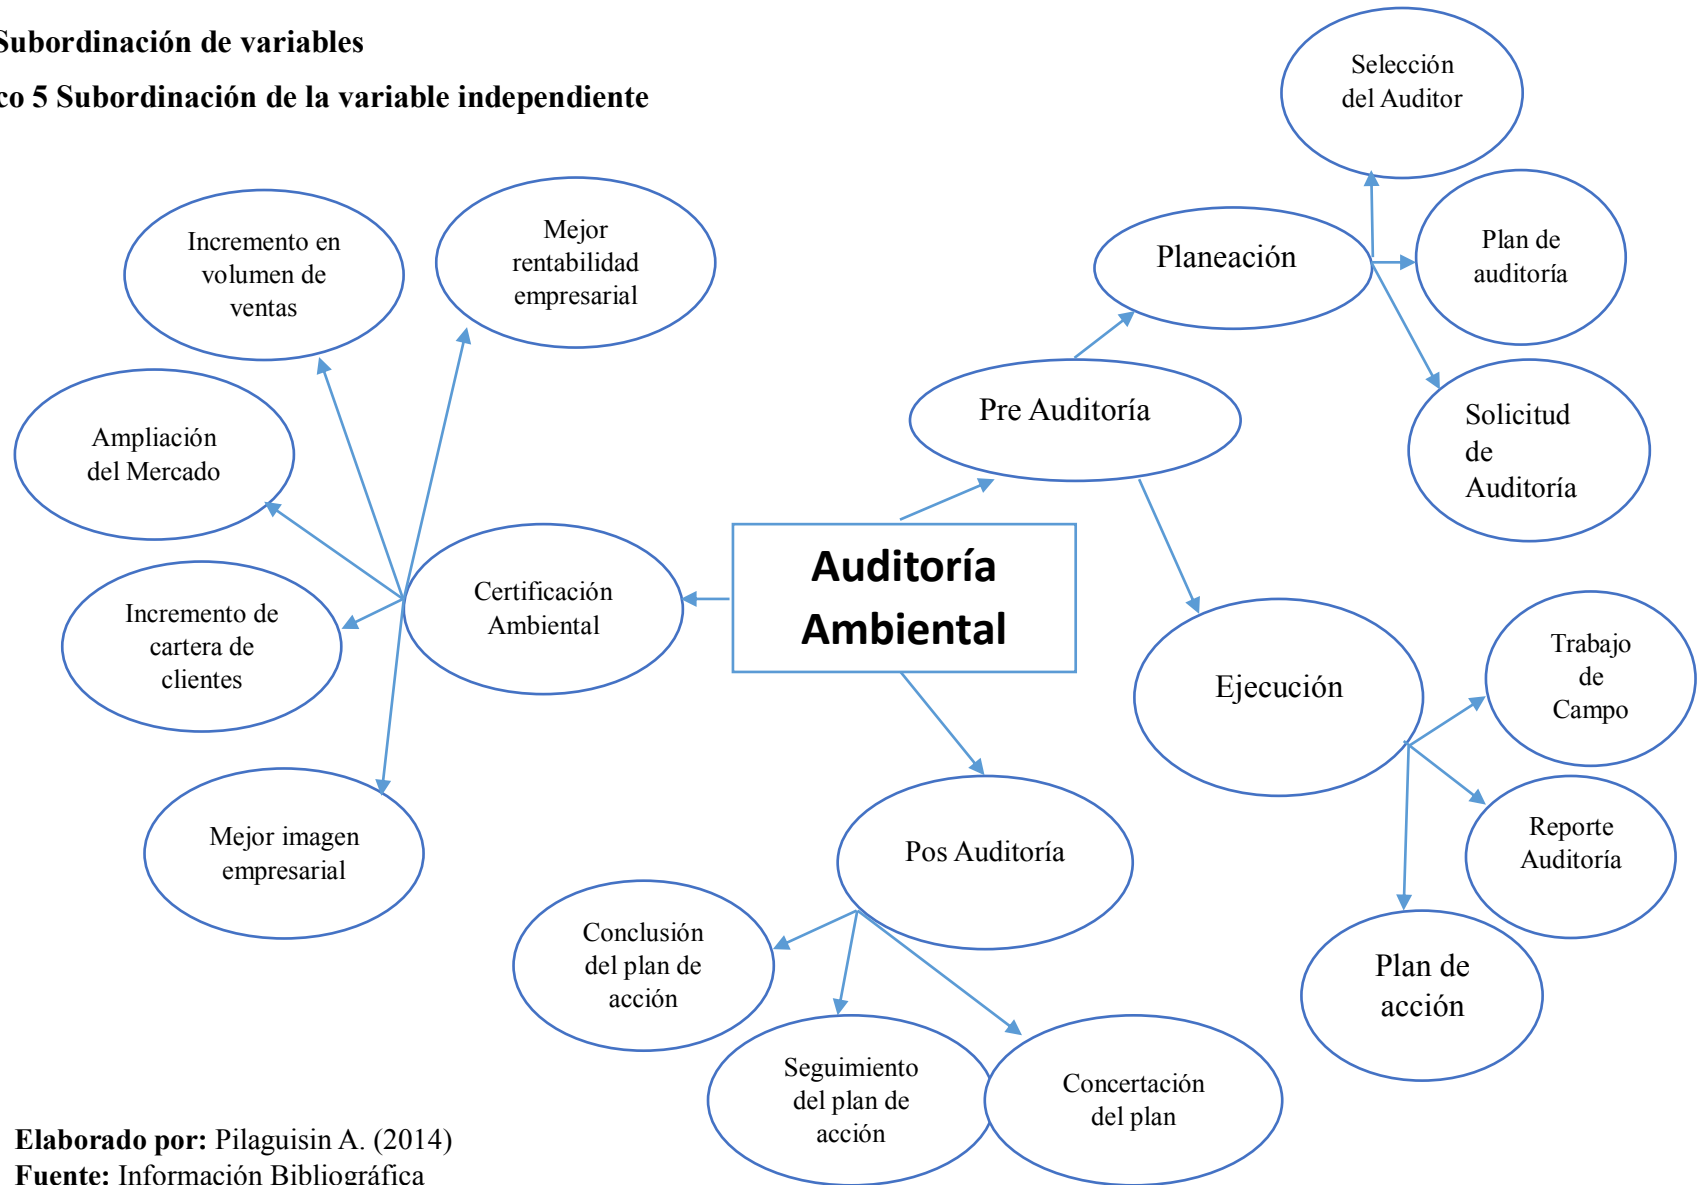 Subordinación de variables
co 5 Subordinación de la variable independiente
Selección
del Auditor
Planeación
Plan de
auditoría
Solicitud
de
Auditoría
Pre Auditoría
Incremento en
volumen de
ventas
Mejor
rentabilidad
empresarial
Ampliación
del Mercado
Incremento de
cartera de
clientes
Certificación
Ambiental
Mejor imagen
empresarial
Auditoría
Ambiental
Ejecución
Trabajo
de
Campo
Reporte
Auditoría
Plan de
acción
Pos Auditoría
Conclusión
del plan de
acción
Seguimiento
del plan de
acción
Concertación
del plan
Elaborado por: Pilaguisin A. (2014)
Fuente: Información Bibliográfica